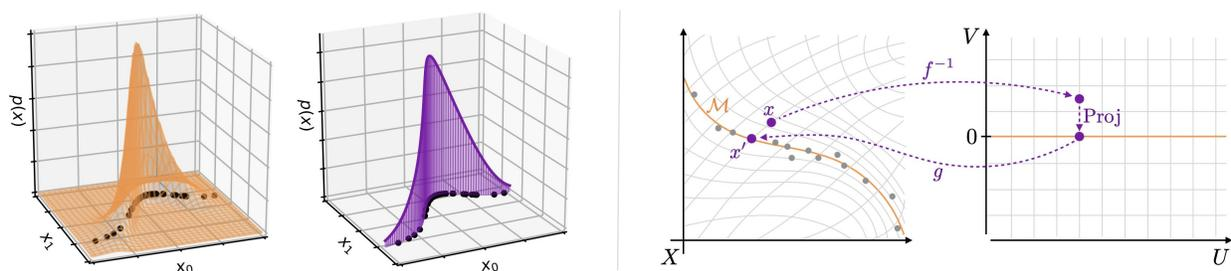 p(x)
x₁
x₀
p(x)
x₁
x₀
X
ℳ
x
x′
f⁻¹
g
V
0
Proj
U